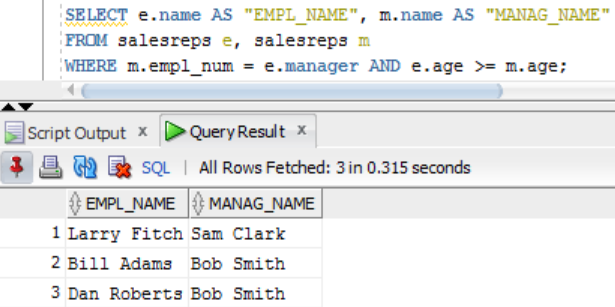 SELECT e.name AS "EMPL_NAME", m.name AS "MANAG_NAME"
FROM salesreps e, salesreps m
WHERE m.empl_num = e.manager AND e.age >= m.age;
Script Output x Query Result x
SQL | All Rows Fetched: 3 in 0.315 seconds
EMPL_NAME MANAG_NAME
1 Larry Fitch Sam Clark
2 Bill Adams Bob Smith
3 Dan Roberts Bob Smith